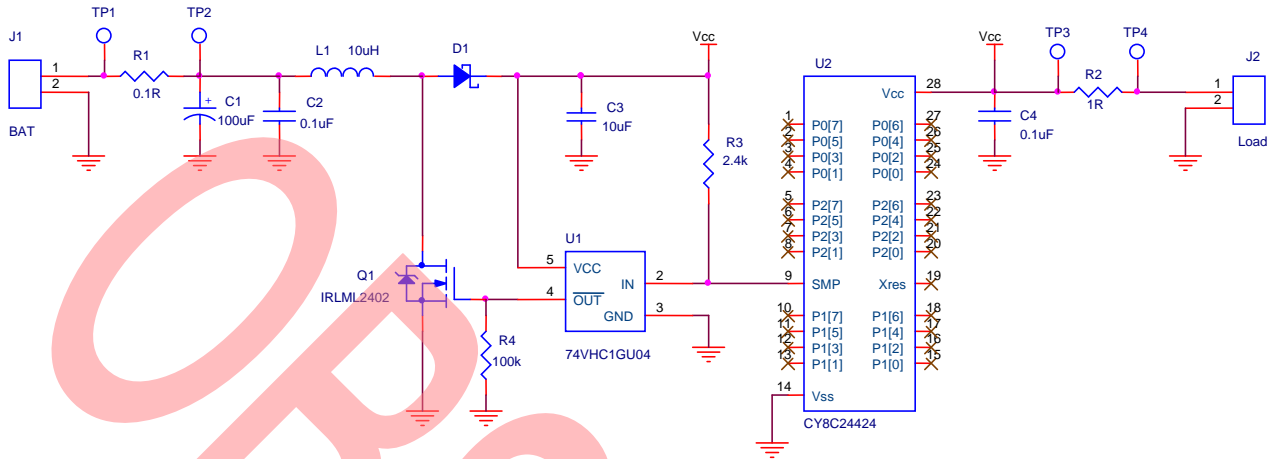 TP1
TP2
J1
R1
1
2
0.1R
BAT
+
C1
100uF
C2
0.1uF
L1 10uH
D1
Vcc
C3
10uF
R3
2.4k
Q1
IRLML2402
R4
100k
U1
5 VCC
IN 2
4 OUT
GND 3
74VHC1GU04
U2
Vcc 28
1 P0[7] P0[6] 27
2 P0[5] P0[4] 26
3 P0[3] P0[2] 25
4 P0[1] P0[0] 24
5 P2[7] P2[6] 23
6 P2[5] P2[4] 22
7 P2[3] P2[2] 21
8 P2[1] P2[0] 20
9 SMP Xres 19
10 P1[7] P1[6] 18
11 P1[5] P1[4] 17
12 P1[3] P1[2] 16
13 P1[1] P1[0] 15
14 Vss
CY8C24424
Vcc
C4
0.1uF
TP3
TP4
R2
1R
J2
1
2
Load